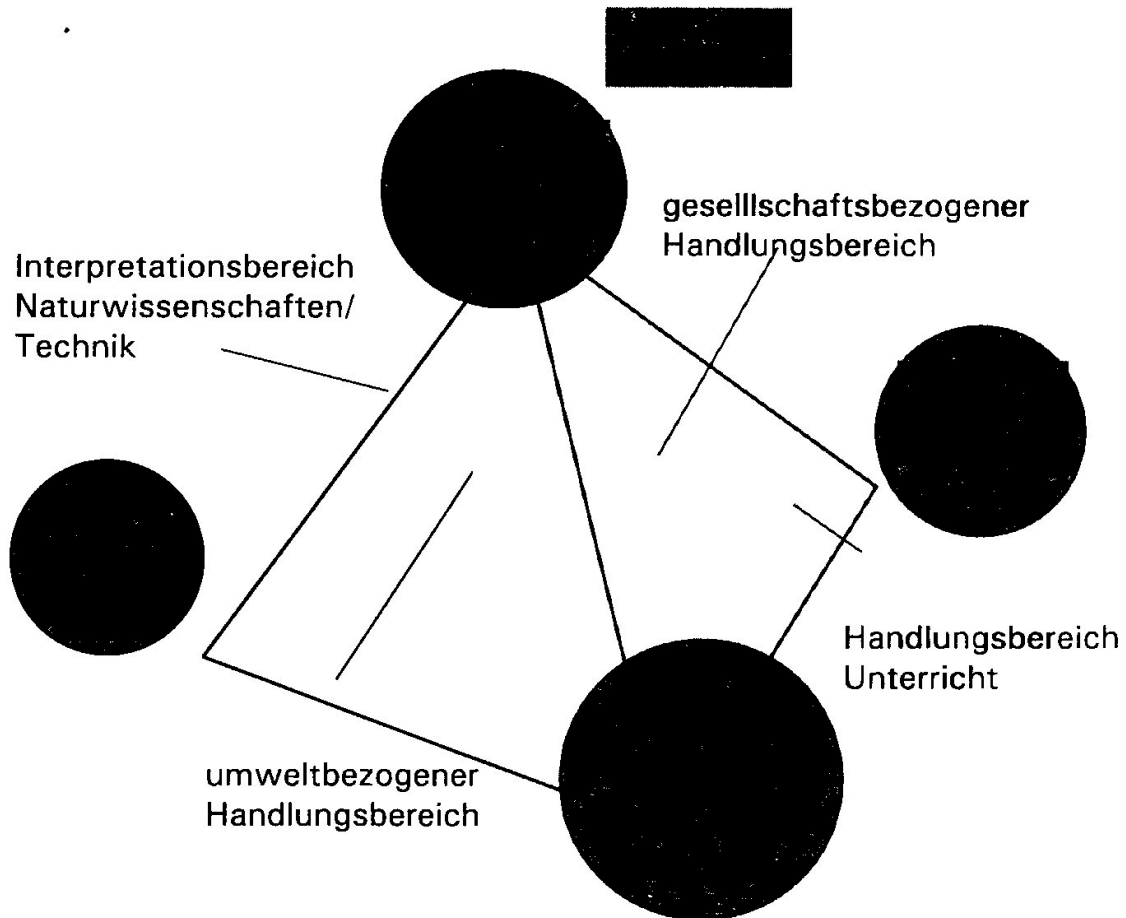 geselllschaftsbezogener
Handlungsbereich
Interpretationsbereich
Naturwissenschaften/
Technik
Handlungsbereich
Unterricht
umweltbezogener
Handlungsbereich